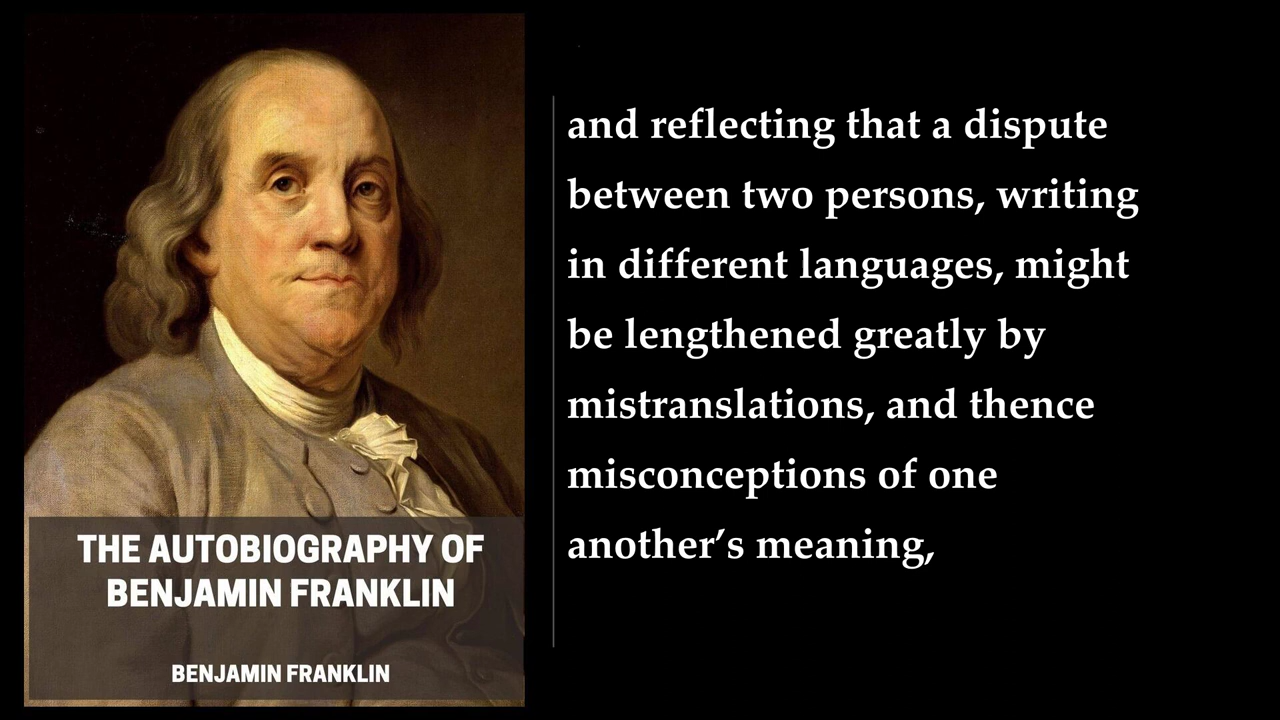 THE AUTOBIOGRAPHY OF
BENJAMIN FRANKLIN
BENJAMIN FRANKLIN
and reflecting that a dispute
between two persons, writing
in different languages, might
be lengthened greatly by
mistranslations, and thence
misconceptions of one
another’s meaning,